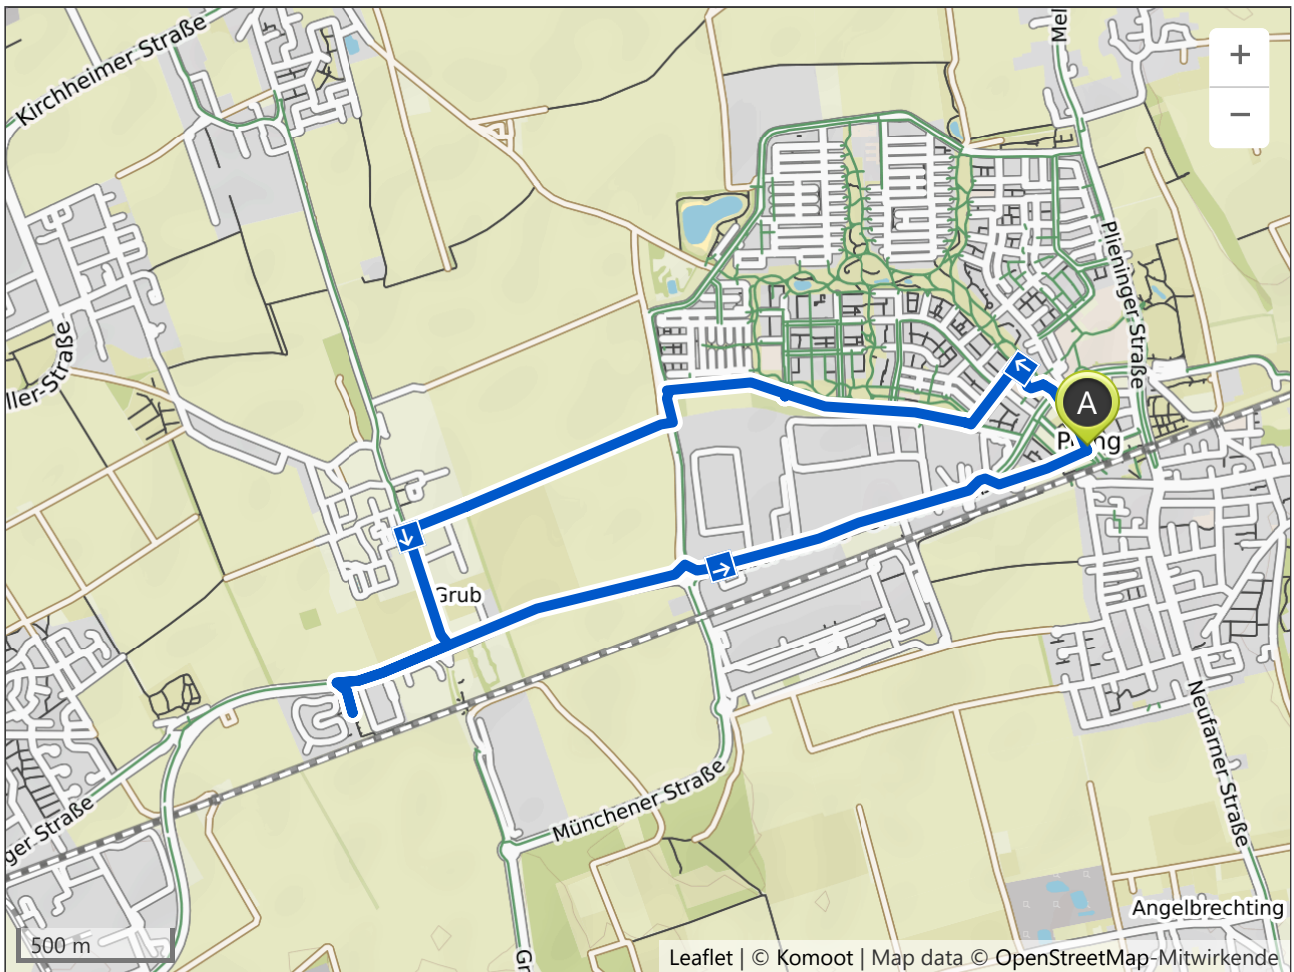 Kirchheimer Straße
Mel
+
−
Plieninger Straße
ller-Straße
A
Grub
Neufarner Straße
Münchener Straße
ger Straße
Angelbrechting
500 m
Gr
Leaflet | © Komoot | Map data © OpenStreetMap-Mitwirkende